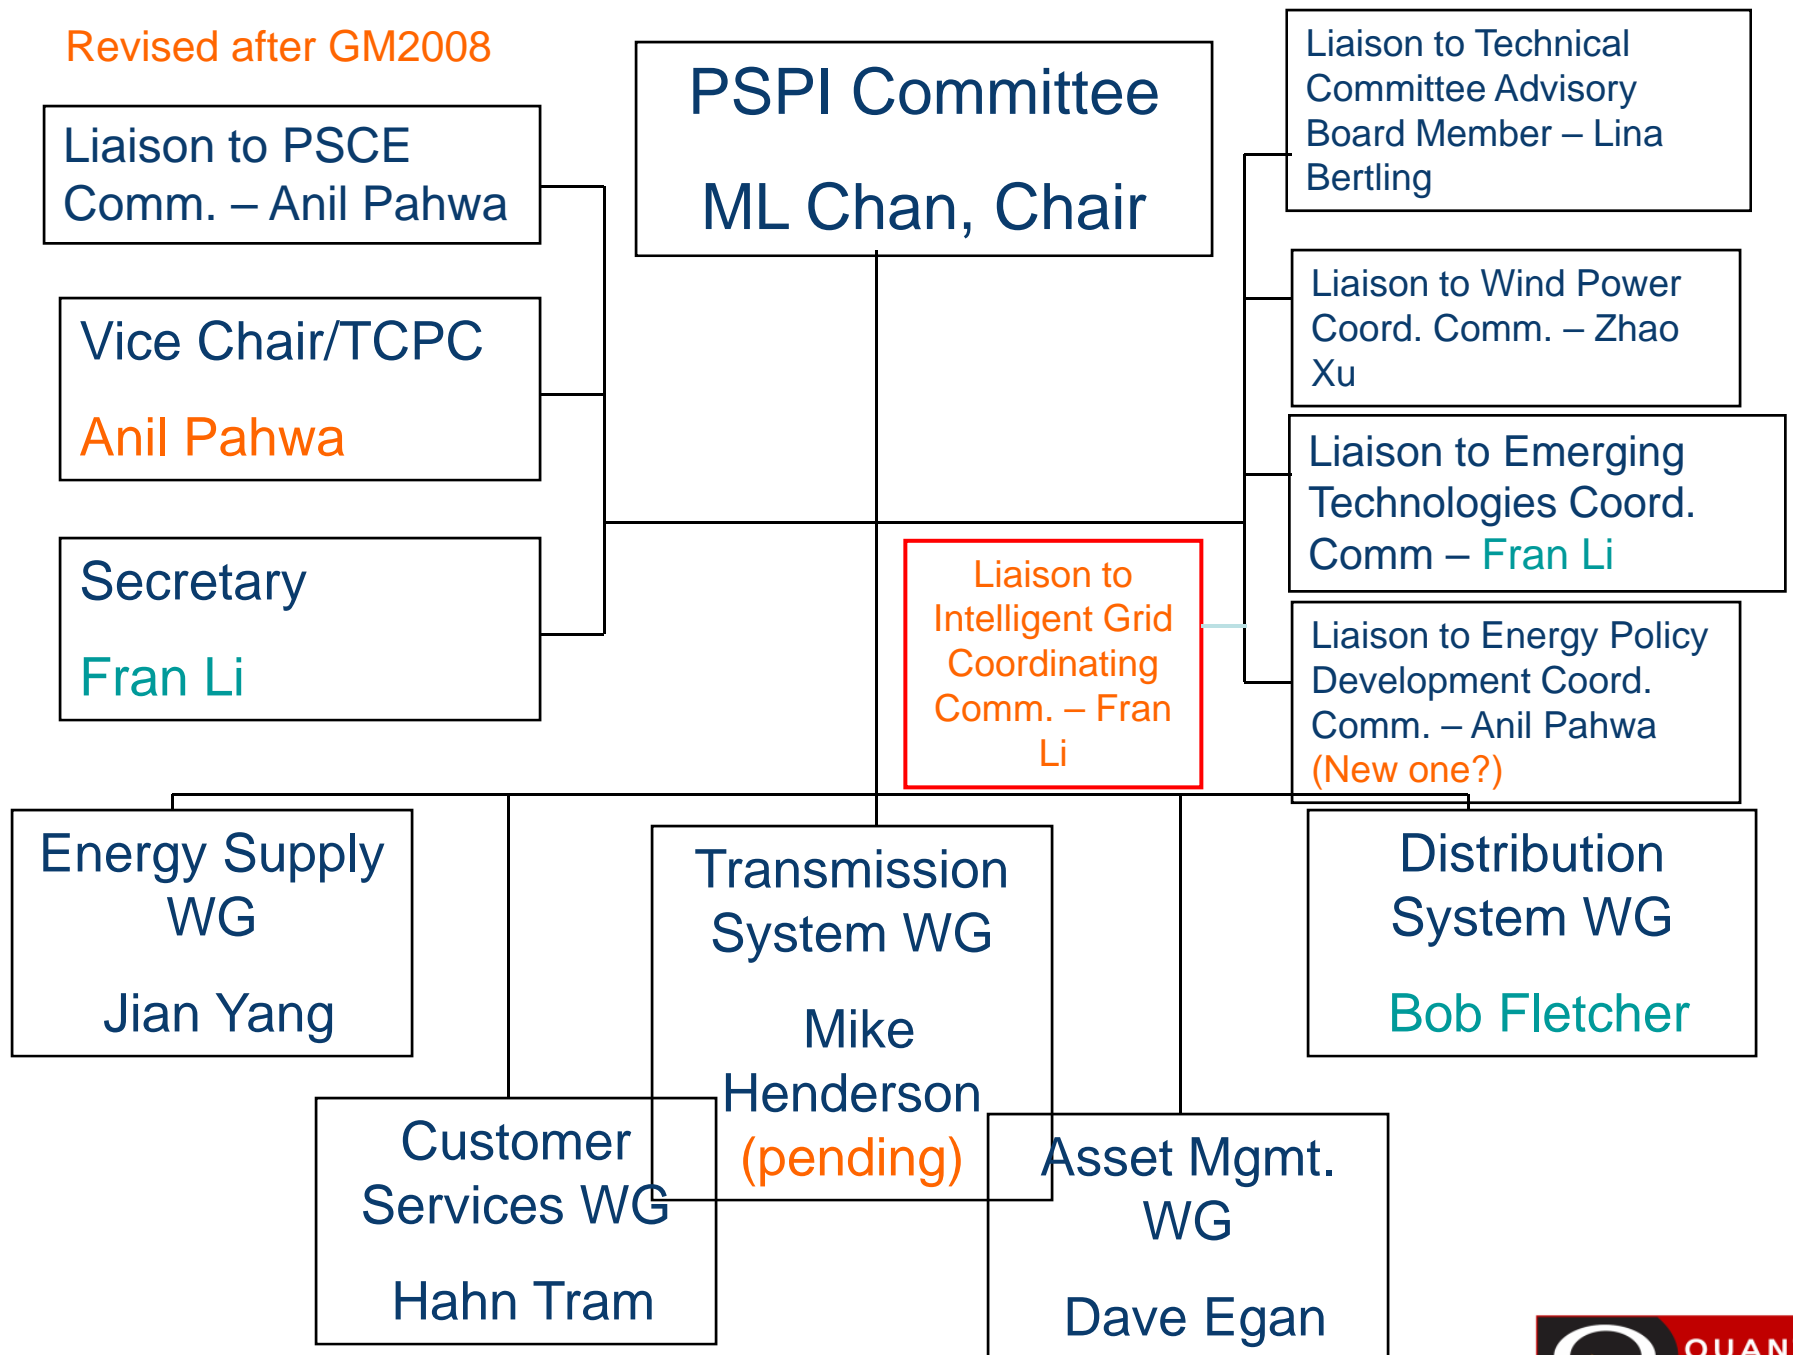 Revised after GM2008
PSPI Committee
ML Chan, Chair
Liaison to PSCE
Comm. – Anil Pahwa
Vice Chair/TCPC
Anil Pahwa
Secretary
Fran Li
Liaison to Technical
Committee Advisory
Board Member – Lina
Bertling
Liaison to Wind Power
Coord. Comm. – Zhao
Xu
Liaison to Emerging
Technologies Coord.
Comm – Fran Li
Liaison to Energy Policy
Development Coord.
Comm. – Anil Pahwa
(New one?)
Liaison to
Intelligent Grid
Coordinating
Comm. – Fran
Li
Energy Supply
WG
Jian Yang
Customer
Services WG
Hahn Tram
Transmission
System WG
Mike
Henderson
(pending)
Asset Mgmt.
WG
Dave Egan
Distribution
System WG
Bob Fletcher